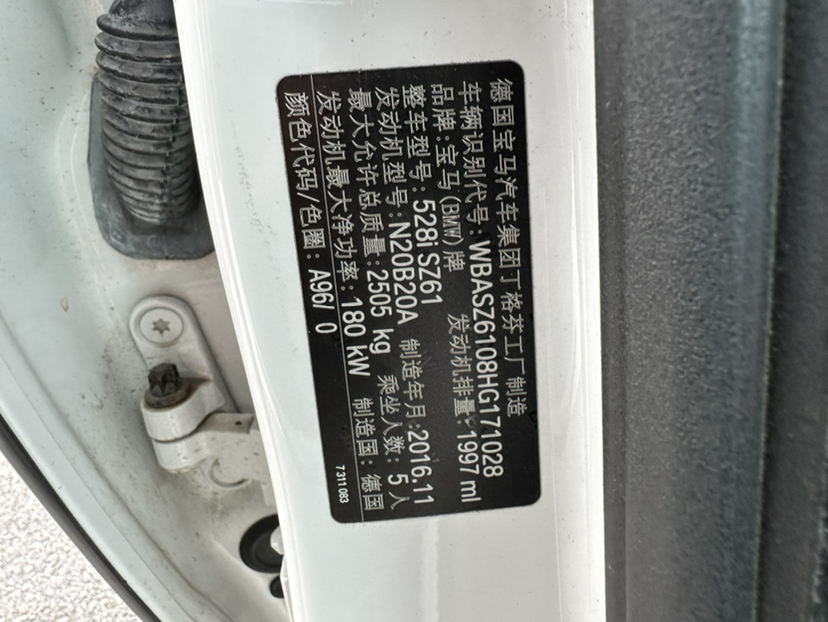 德国宝马汽车集团丁格芬工厂制造
车辆识别代号:WBASZ6108HG171028
品牌:宝马(BMW)牌 发动机排量:1997 ml
整车型号:528i SZ61
发动机型号:N20B20A 制造年月:2016.11
最大允许总质量:2505 kg 乘坐人数:5 人
发动机最大净功率:180 kW
颜色代码/色圈:A96/ 0 制造国:德国
7 311 083